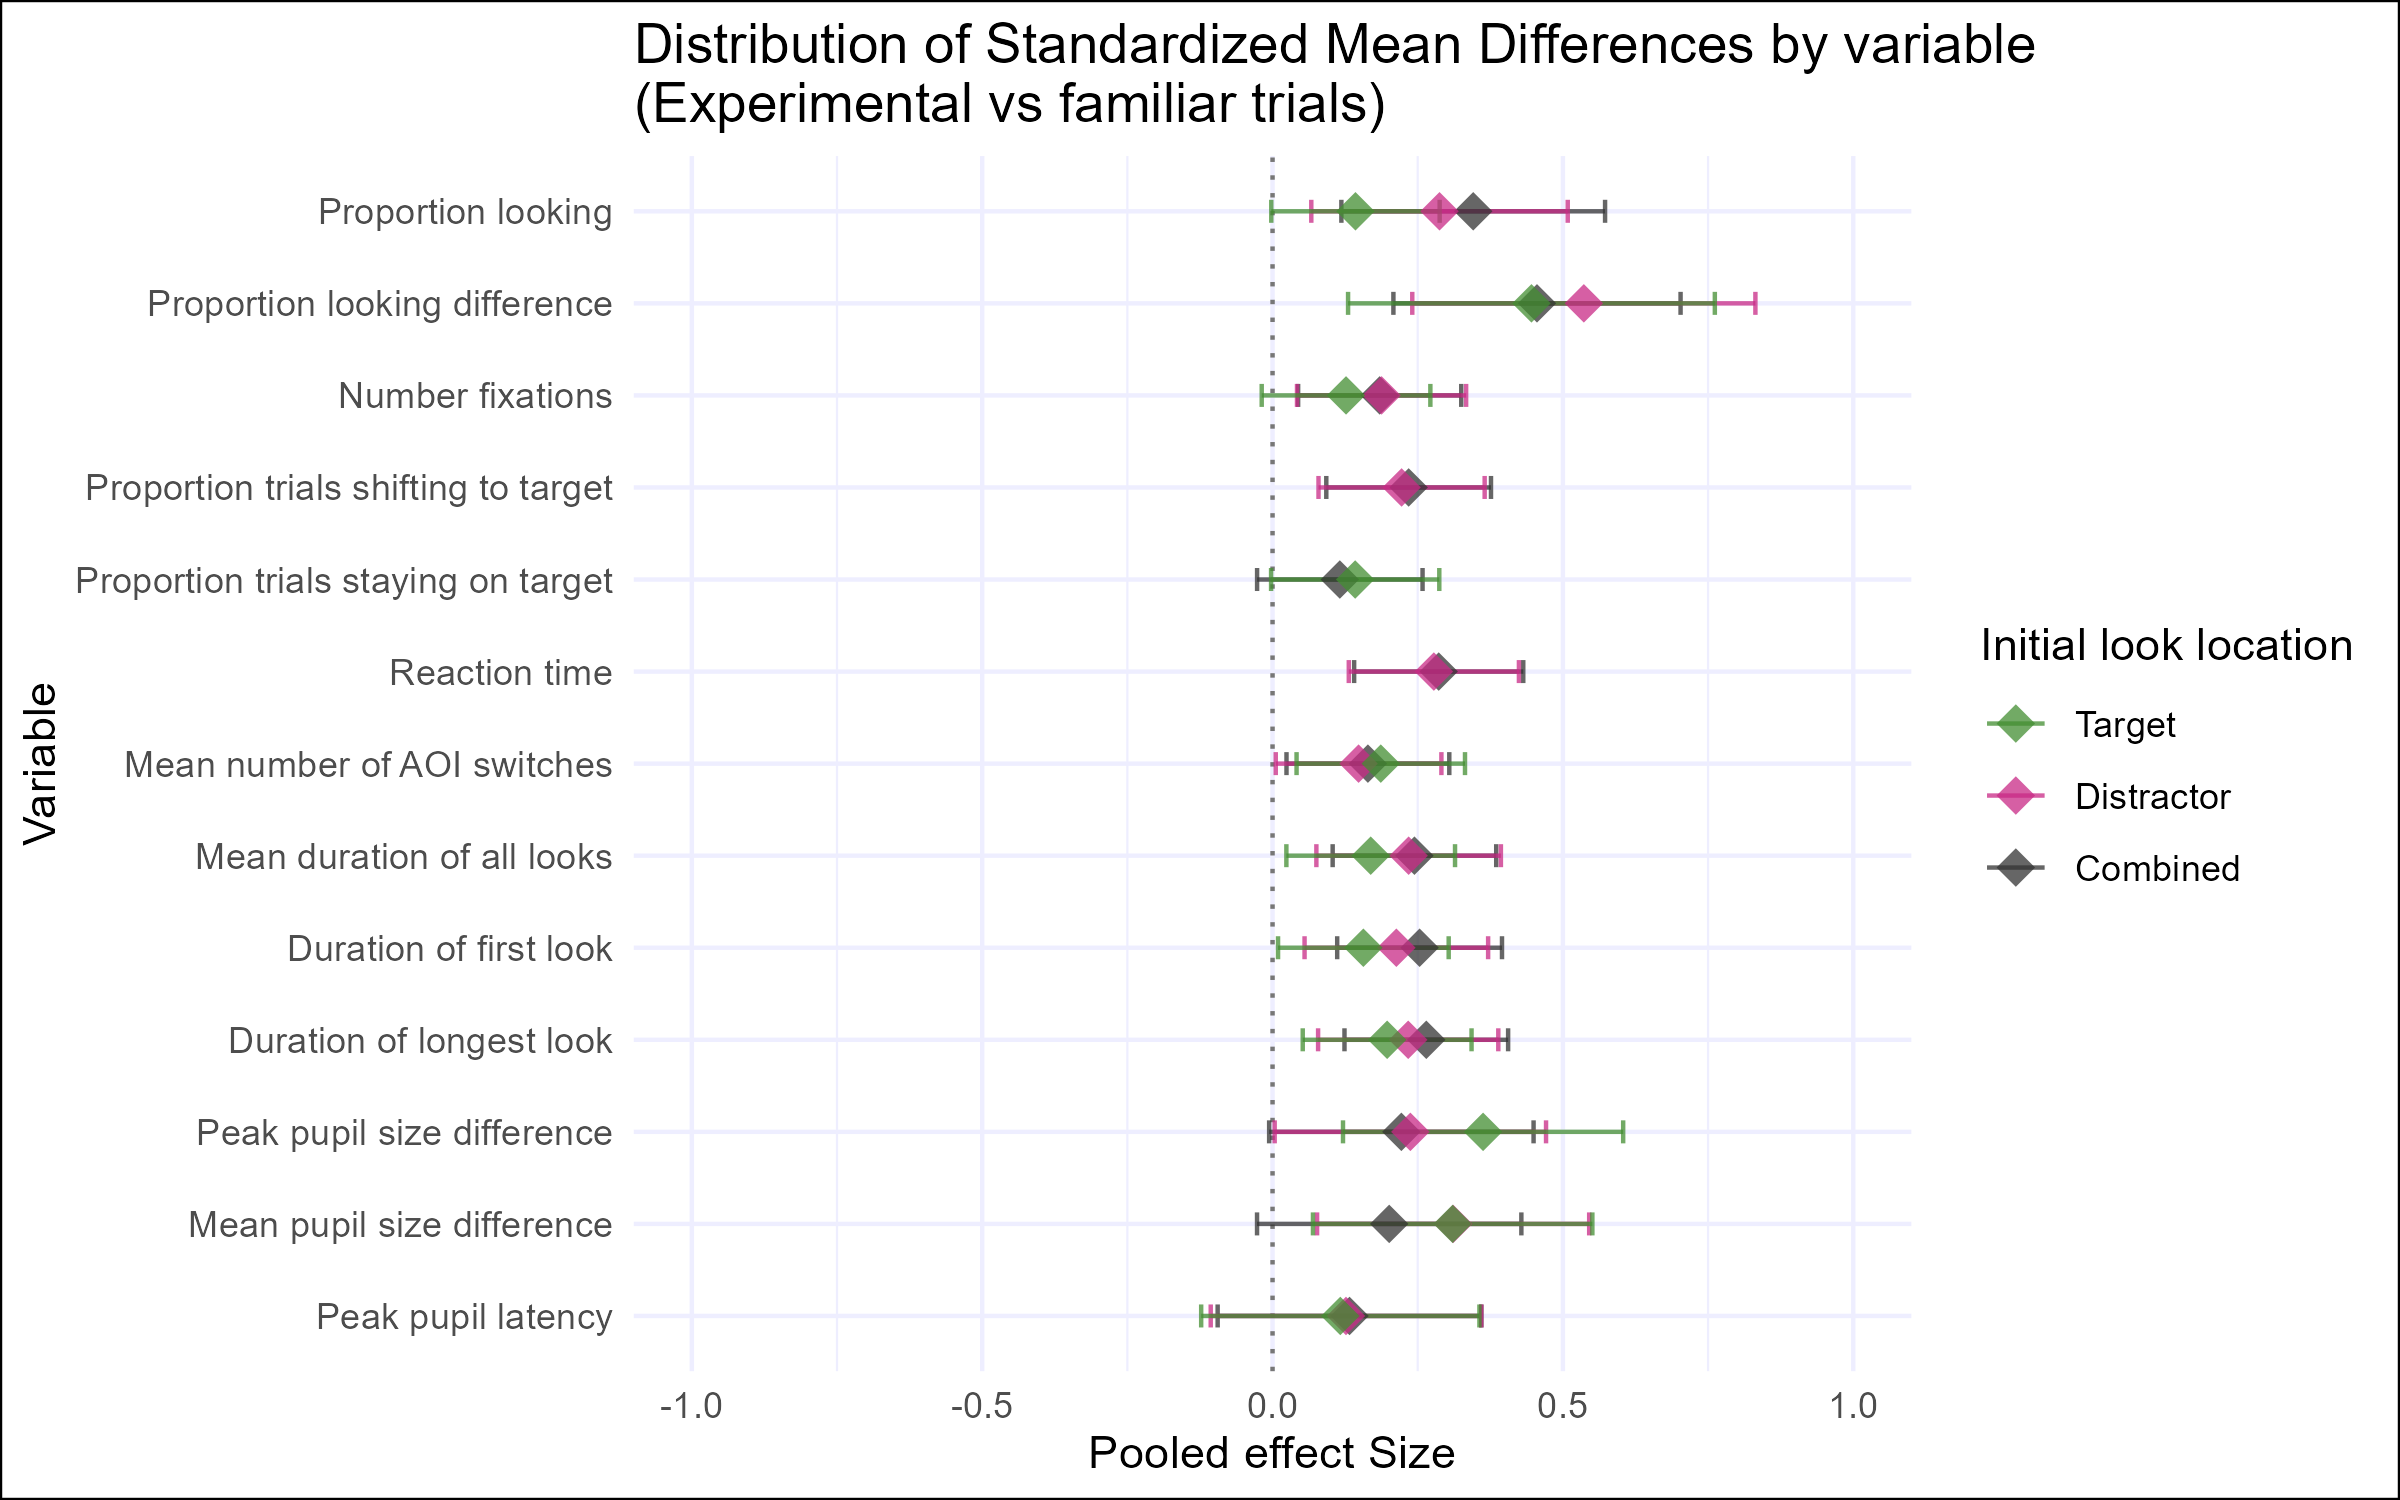 Distribution of Standardized Mean Differences by variable
(Experimental vs familiar trials)
Proportion looking
Proportion looking difference
Number fixations
Proportion trials shifting to target
Proportion trials staying on target
Reaction time
Mean number of AOI switches
Mean duration of all looks
Duration of first look
Duration of longest look
Peak pupil size difference
Mean pupil size difference
Peak pupil latency
Variable
-1.0 -0.5 0.0 0.5 1.0
Pooled effect Size
Initial look location
Target
Distractor
Combined